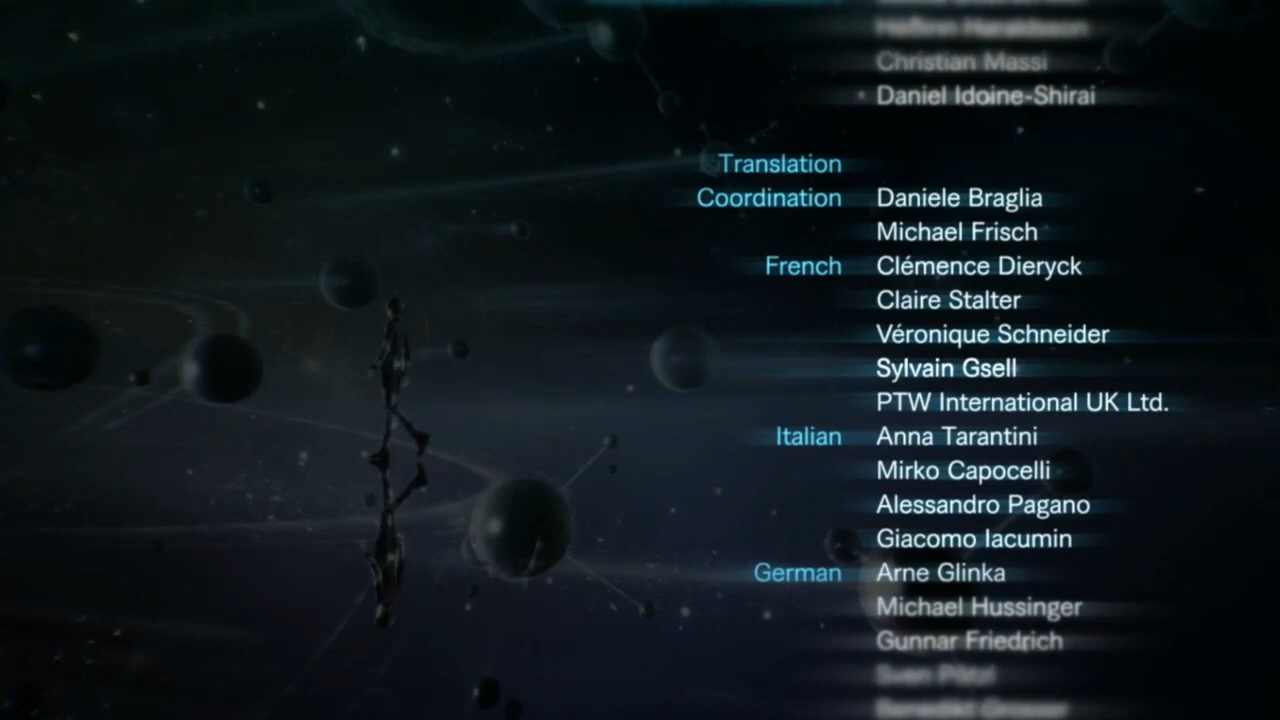 Christian Massi
Daniel Idoine-Shirai
Translation
Coordination Daniele Braglia
Michael Frisch
French Clémence Dieryck
Claire Stalter
Véronique Schneider
Sylvain Gsell
PTW International UK Ltd.
Italian Anna Tarantini
Mirko Capocelli
Alessandro Pagano
Giacomo Iacumin
German Arne Glinka
Michael Hussinger
Gunnar Friedrich